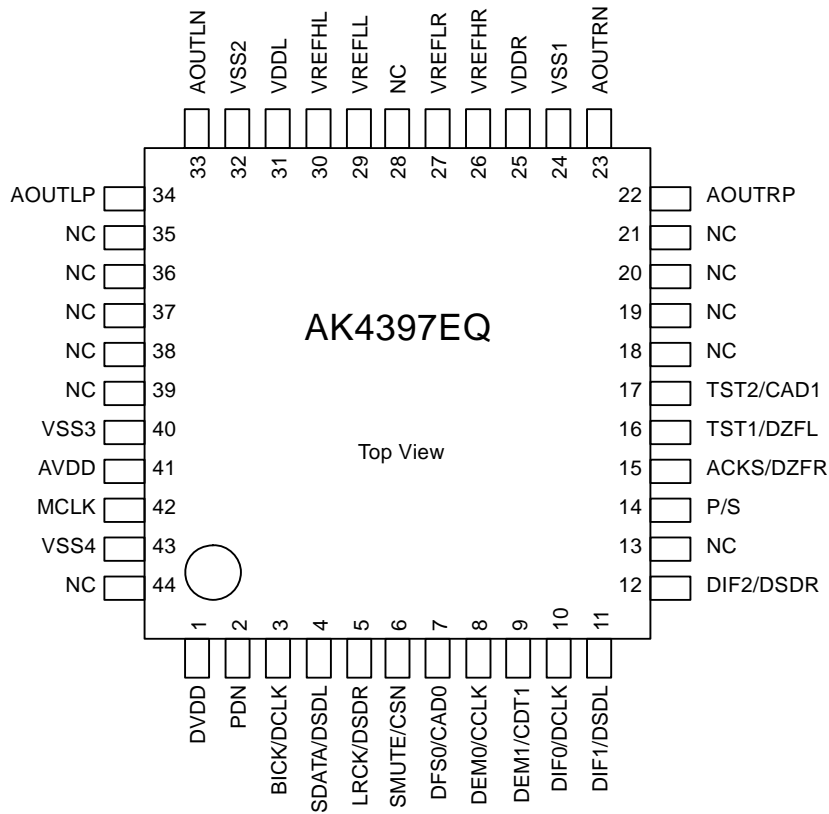 AOUTLN
VSS2
VDDL
VREFHL
VREFLL
NC
VREFLR
VREFHR
VDDR
VSS1
AOUTRN
33
32
31
30
29
28
27
26
25
24
23
AOUTLP 34
NC 35
NC 36
NC 37
NC 38
NC 39
VSS3 40
AVDD 41
MCLK 42
VSS4 43
NC 44
AK4397EQ
Top View
22 AOUTRP
21 NC
20 NC
19 NC
18 NC
17 TST2/CAD1
16 TST1/DZFL
15 ACKS/DZFR
14 P/S
13 NC
12 DIF2/DSDR
1
2
3
4
5
6
7
8
9
10
11
DVDD
PDN
BICK/DCLK
SDATA/DSDL
LRCK/DSDR
SMUTE/CSN
DFS0/CAD0
DEM0/CCLK
DEM1/CDT1
DIF0/DCLK
DIF1/DSDL